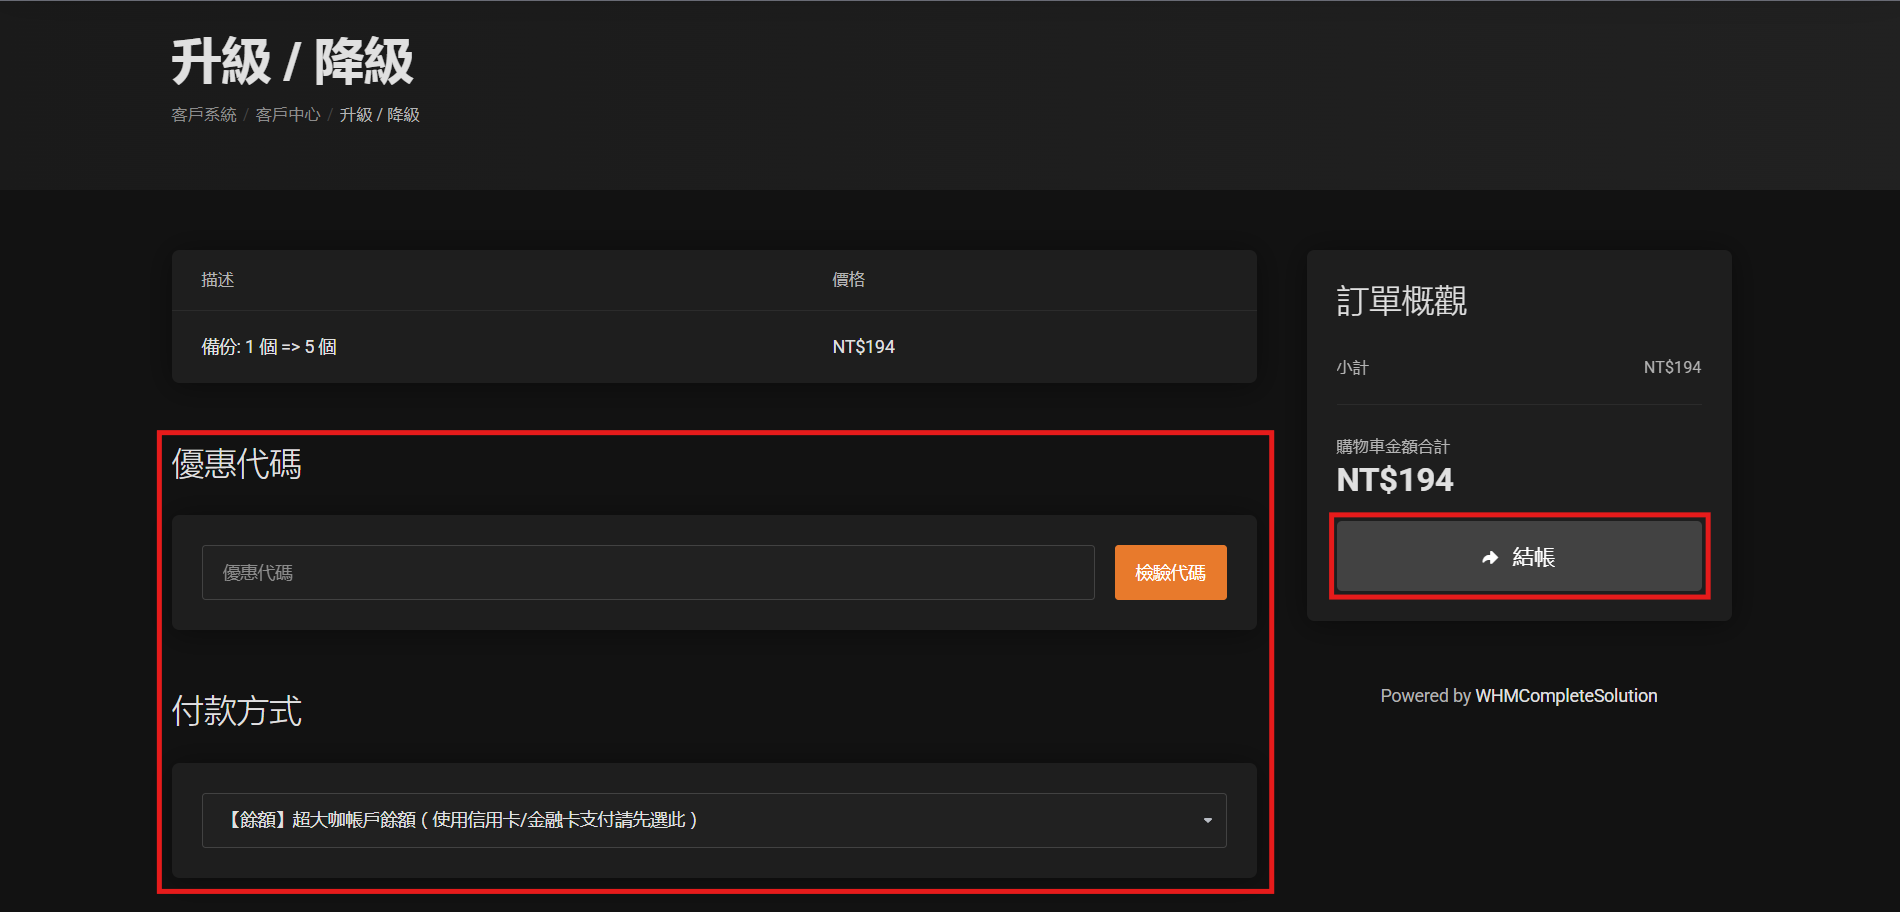 升級 / 降級
客戶系統 / 客戶中心 / 升級 / 降級
描述 價格
備份: 1 個 => 5 個 NT$194
優惠代碼
優惠代碼 檢驗代碼
付款方式
【餘額】超大咖帳戶餘額 ( 使用信用卡/金融卡支付請先選此 )
訂單概觀
小計 NT$194
購物車金額合計
NT$194
結帳
Powered by WHMCompleteSolution